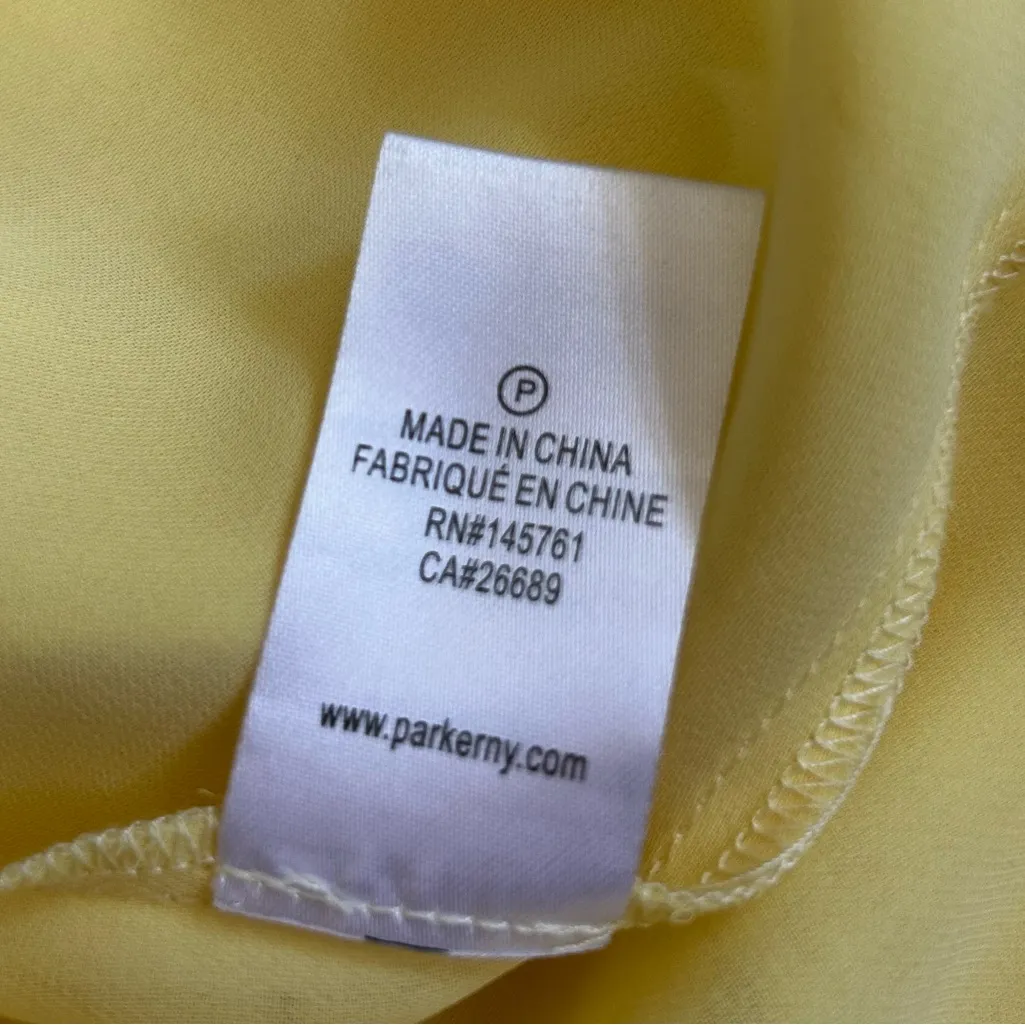 P
MADE IN CHINA
FABRIQUÉ EN CHINE
RN#145761
CA#26689
www.parkerny.com